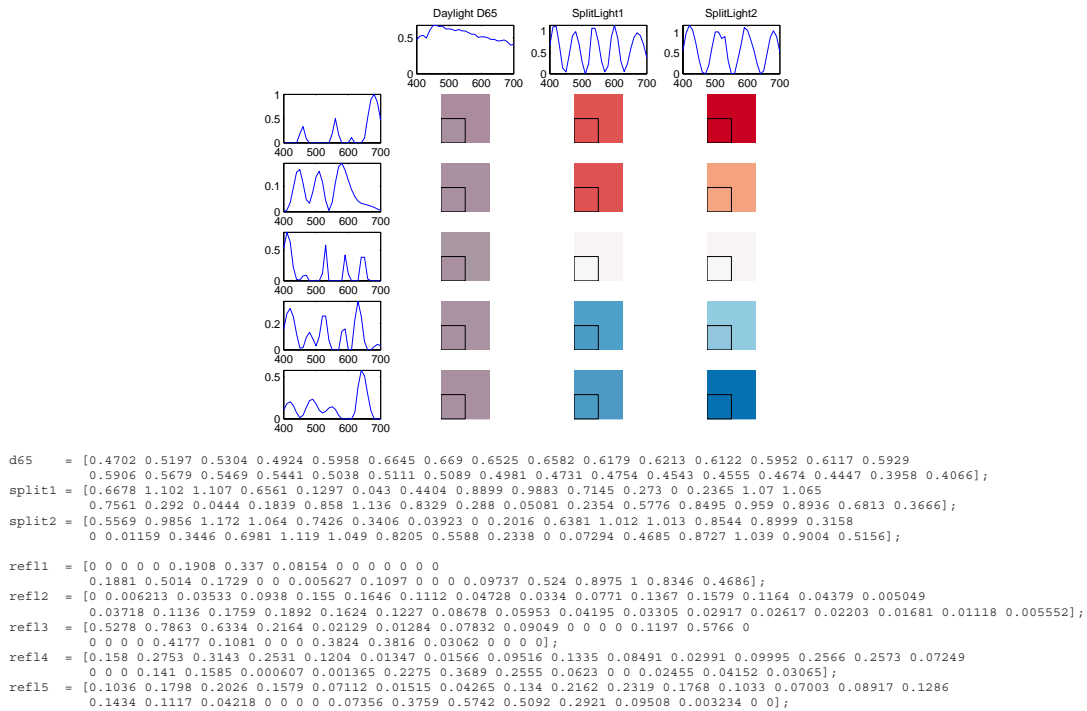 Daylight D65 SplitLight1 SplitLight2
0.5 1 1
0 0.5 0.5
0 0
400 500 600 700 400 500 600 700 400 500 600 700
1
0.5
0
400 500 600 700
0.1
0
400 500 600 700
0.5
0
400 500 600 700
0.2
0
400 500 600 700
0.5
0
400 500 600 700
d65 = [0.4702 0.5197 0.5304 0.4924 0.5958 0.6645 0.669 0.6525 0.6582 0.6179 0.6213 0.6122 0.5952 0.6117 0.5929
0.5906 0.5679 0.5469 0.5441 0.5038 0.5111 0.5089 0.4981 0.4731 0.4754 0.4543 0.4555 0.4674 0.4447 0.3958 0.4066];
split1 = [0.6678 1.102 1.107 0.6561 0.1297 0.043 0.4404 0.8899 0.9883 0.7145 0.273 0 0.2365 1.07 1.065
0.7561 0.292 0.0444 0.1839 0.858 1.136 0.8329 0.288 0.05081 0.2354 0.5776 0.8495 0.959 0.8936 0.6813 0.3666];
split2 = [0.5569 0.9856 1.172 1.064 0.7426 0.3406 0.03923 0 0.2016 0.6381 1.012 1.013 0.8544 0.8999 0.3158
0 0.01159 0.3446 0.6981 1.119 1.049 0.8205 0.5588 0.2338 0 0.07294 0.4685 0.8727 1.039 0.9004 0.5156];
refl1 = [0 0 0 0 0 0.1908 0.337 0.08154 0 0 0 0 0 0 0
0.1881 0.5014 0.1729 0 0 0.005627 0.1097 0 0 0 0.09737 0.524 0.8975 1 0.8346 0.4686];
refl2 = [0 0.006213 0.03533 0.0938 0.155 0.1646 0.1112 0.04728 0.0334 0.0771 0.1367 0.1579 0.1164 0.04379 0.005049
0.03718 0.1136 0.1759 0.1892 0.1624 0.1227 0.08678 0.05953 0.04195 0.03305 0.02917 0.02617 0.02203 0.01681 0.01118 0.005552];
refl3 = [0.5278 0.7863 0.6334 0.2164 0.02129 0.01284 0.07832 0.09049 0 0 0 0 0.1197 0.5766 0
0 0 0 0 0.4177 0.1081 0 0 0 0.3824 0.3816 0.03062 0 0 0 0];
refl4 = [0.158 0.2753 0.3143 0.2531 0.1204 0.01347 0.01566 0.09516 0.1335 0.08491 0.02991 0.09995 0.2566 0.2573 0.07249
0 0 0 0.141 0.1585 0.000607 0.001365 0.2275 0.3689 0.2555 0.0623 0 0 0.02455 0.04152 0.03065];
refl5 = [0.1036 0.1798 0.2026 0.1579 0.07112 0.01515 0.04265 0.134 0.2162 0.2319 0.1768 0.1033 0.07003 0.08917 0.1286
0.1434 0.1117 0.04218 0 0 0 0 0.07356 0.3759 0.5742 0.5092 0.2921 0.09508 0.003234 0 0];